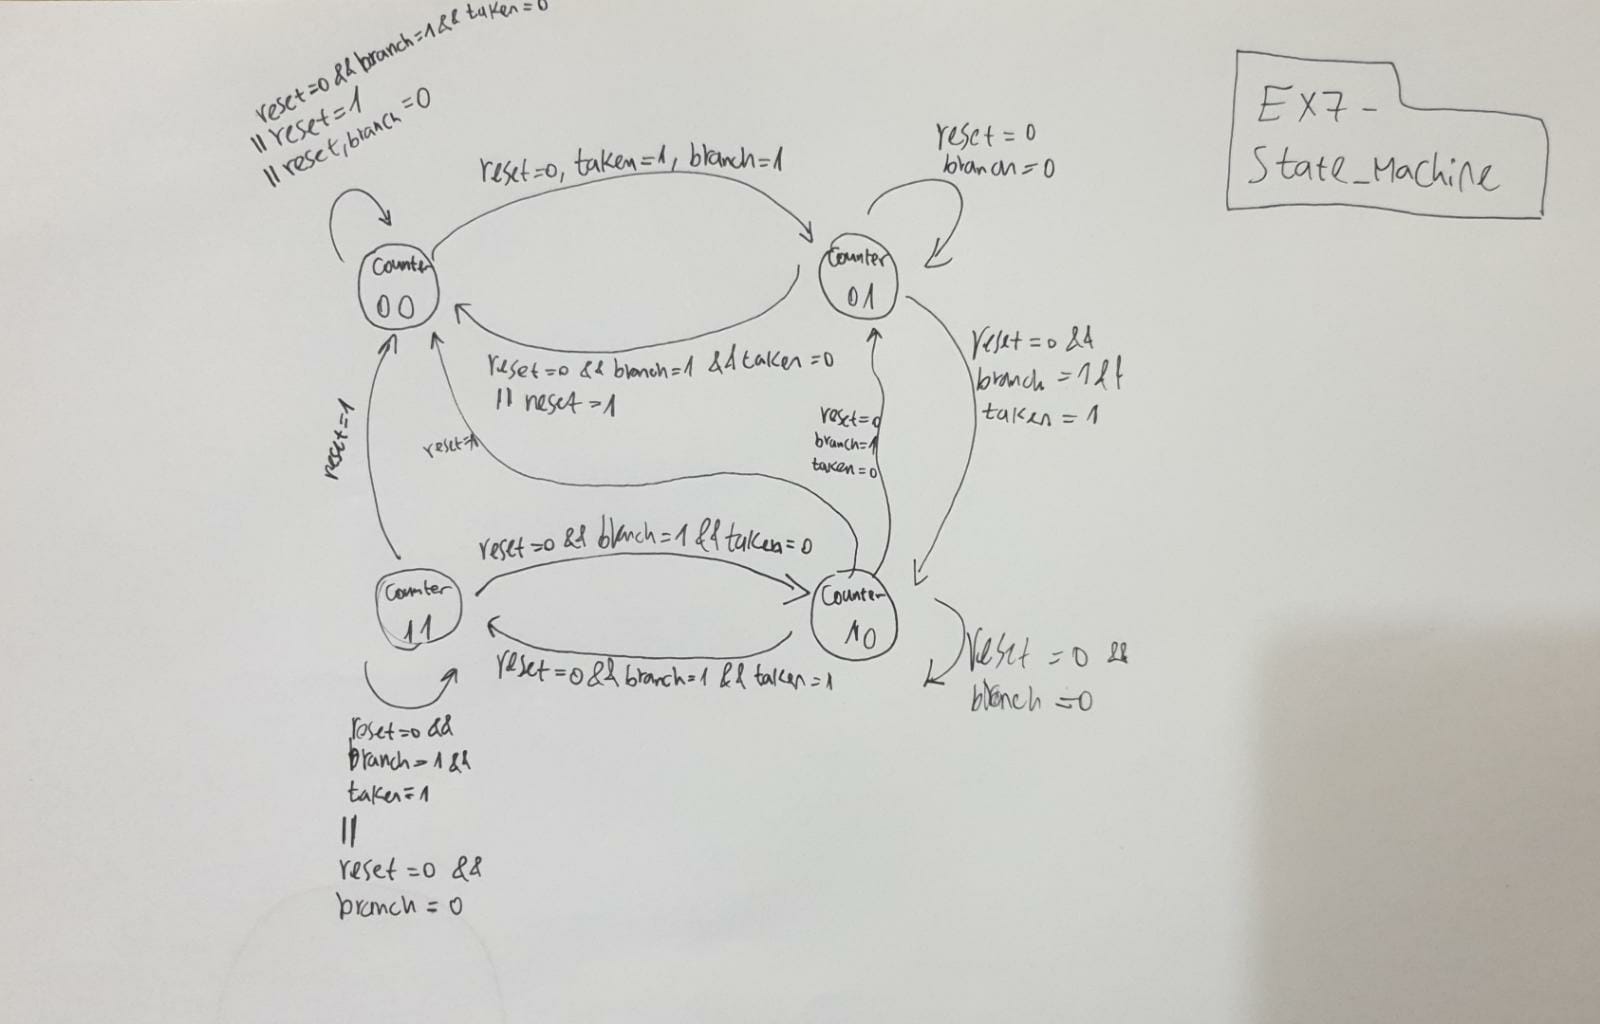 reset=0 && branch=1 && taken=0
|| reset=1
|| reset, branch=0
EX7-
State_Machine
reset=0, taken=1, branch=1
reset = 0
branch = 0
Counter
00
Counter
01
reset=0 && branch=1 && taken=0
|| reset=1
reset=0 &&
branch=1 &&
taken=1
reset=1
reset=1
reset=0
branch=1
taken=0
reset=0 && branch=1 && taken=0
Counter
11
Counter
10
reset=0 && branch=1 && taken=1
reset=0 &&
branch=0
reset=0 &&
branch=1 &&
taken=1
||
reset=0 &&
branch=0